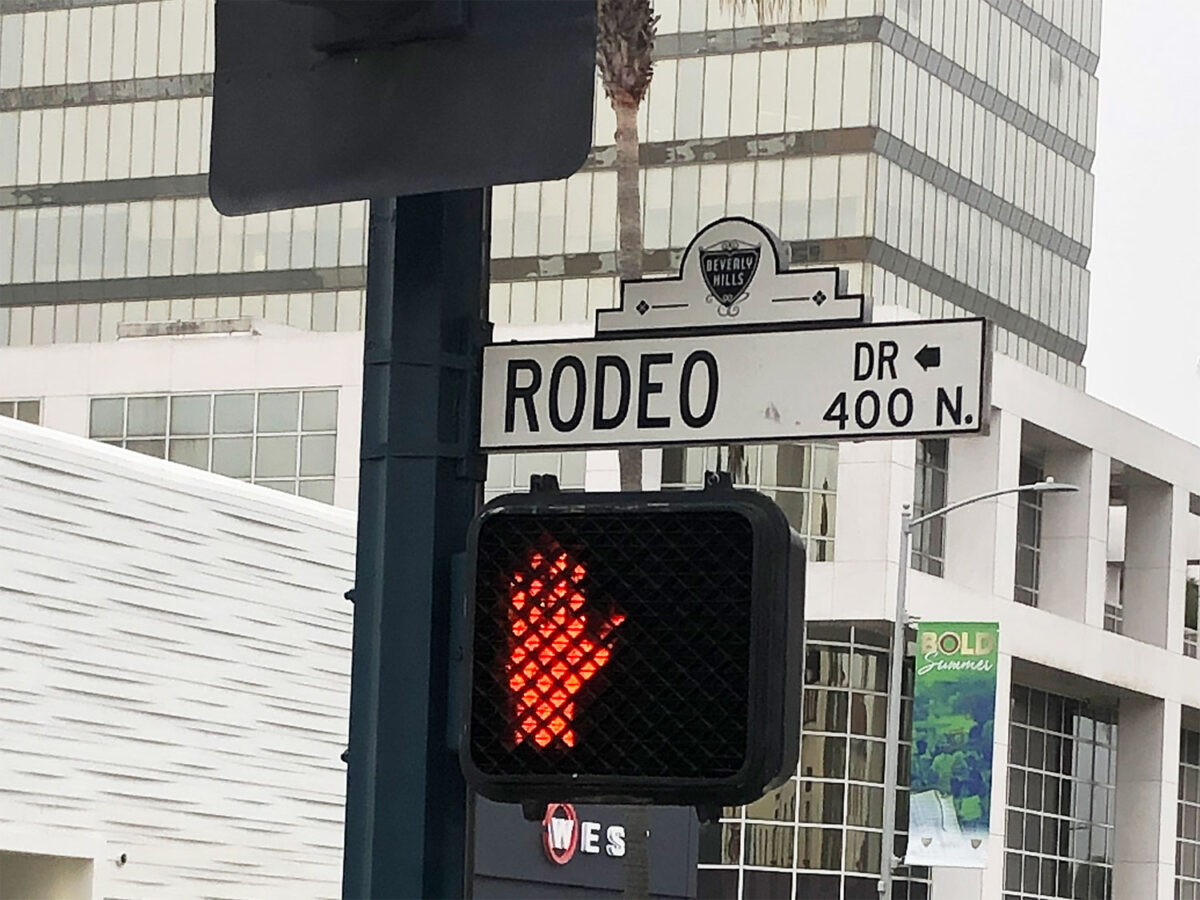 BEVERLY
HILLS
RODEO DR
400 N.
BOLD
Summer
WES